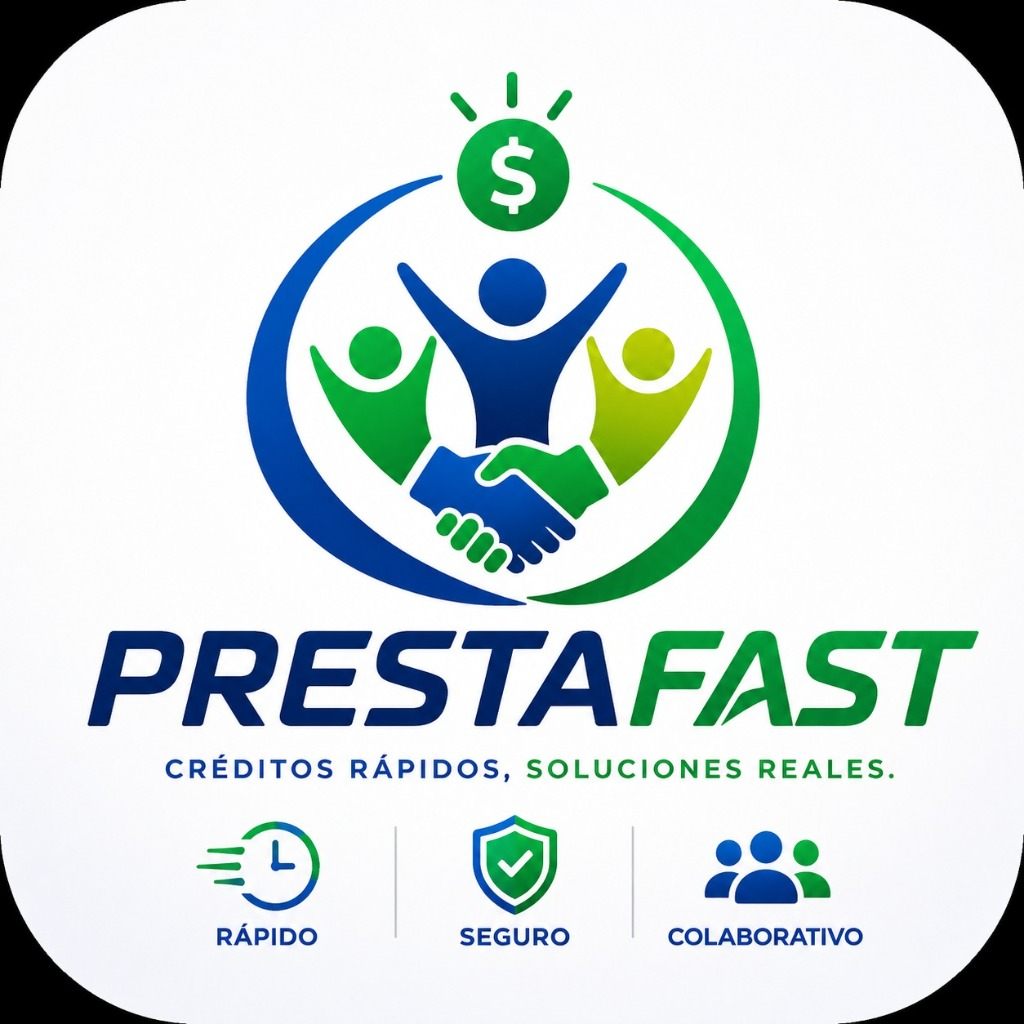 $
PRESTAFAST
CRÉDITOS RÁPIDOS, SOLUCIONES REALES.
RÁPIDO
SEGURO
COLABORATIVO